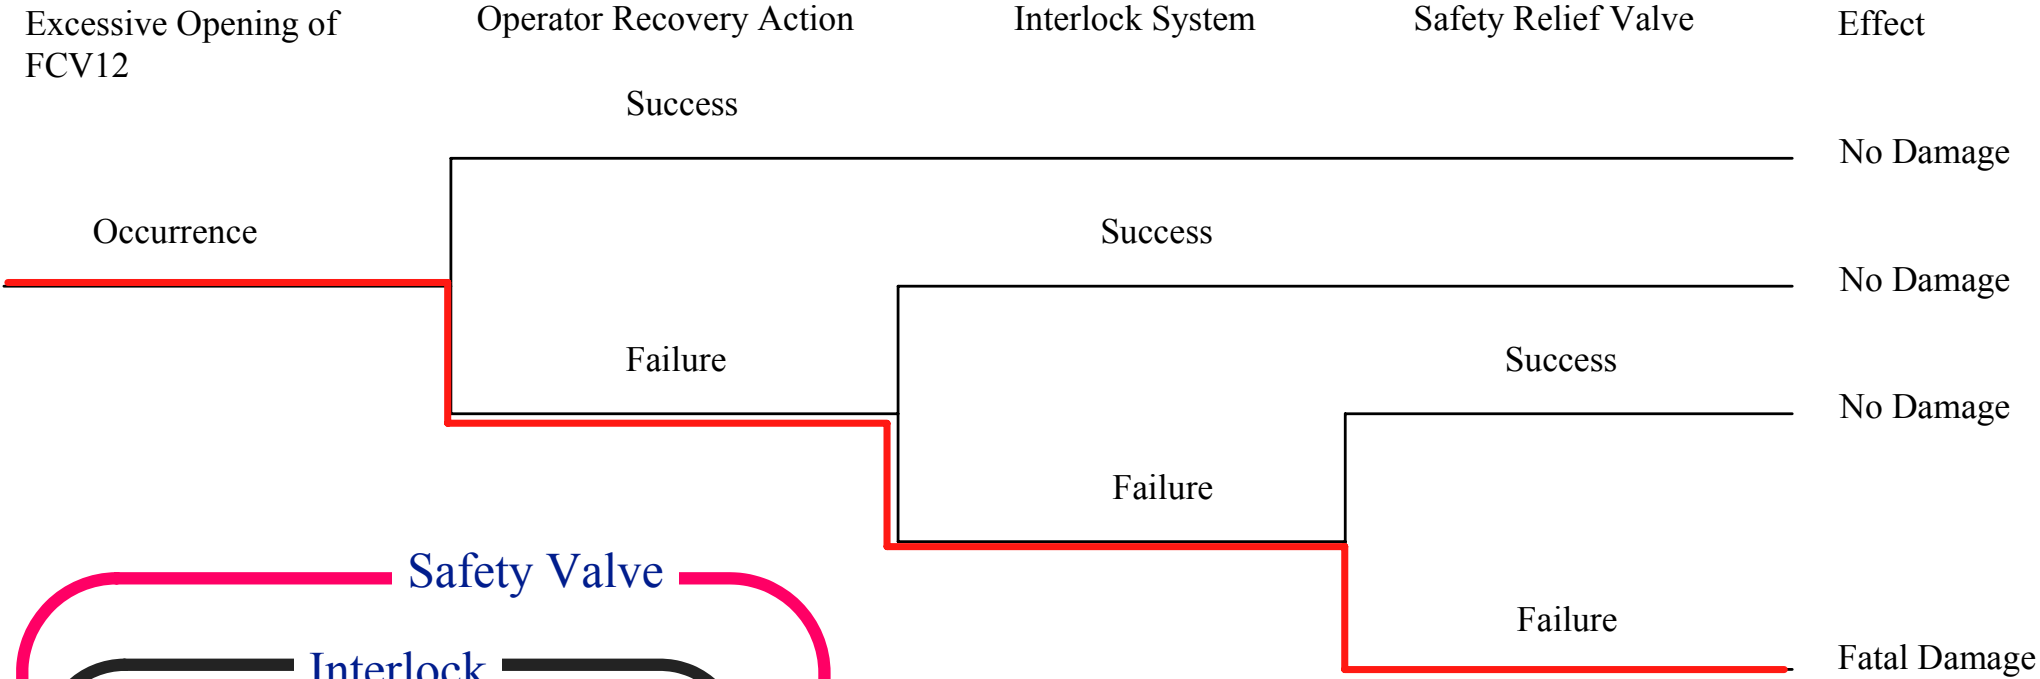 Excessive Opening of
FCV12
Operator Recovery Action
Interlock System
Safety Relief Valve
Effect
Success
No Damage
Occurrence
Success
No Damage
Failure
Success
No Damage
Failure
Safety Valve
Failure
Interlock
Fatal Damage